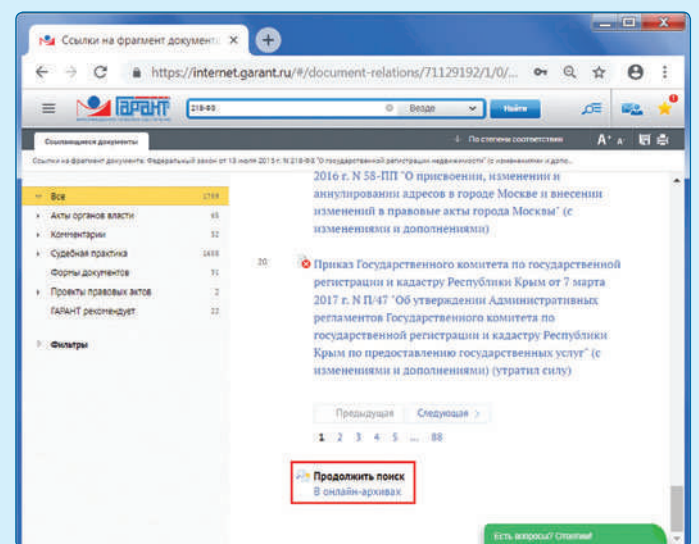 Ссылки на фрагмент документа
https://internet.garant.ru/#/document-relations/71129192/1/0/...
ГАРАНТ
218-ФЗ
Везде
Найти
Ссылающиеся документы
По степени соответствия
Ссылки на фрагмент документа: Федеральный закон от 13 июля 2015 г. N 218-ФЗ "О государственной регистрации недвижимости" (с изменениями и допо...
Все 1759
Акты органов власти
Комментарии 52
Судебная практика
Формы документов
Проекты правовых актов 2
ГАРАНТ рекомендует 22
Фильтры
2016 г. N 58-ПП "О присвоении, изменении и
аннулировании адресов в городе Москве и внесении
изменений в правовые акты города Москвы" (с
изменениями и дополнениями)
20
Приказ Государственного комитета по государственной
регистрации и кадастру Республики Крым от 7 марта
2017 г. N П/47 "Об утверждении Административных
регламентов Государственного комитета по
государственной регистрации и кадастру Республики
Крым по предоставлению государственных услуг" (с
изменениями и дополнениями) (утратил силу)
Предыдущая Следующая >
1 2 3 4 5 ... 88
Продолжить поиск
В онлайн-архивах
Есть вопросы? Ответим!